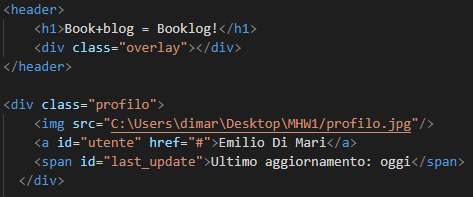 <header>
<h1>Book+blog = Booklog!</h1>
<div class="overlay"></div>
</header>
<div class="profilo">
<img src="C:\Users\dimar\Desktop\MHW1/profilo.jpg"/>
<a id="utente" href="#">Emilio Di Mari</a>
<span id="last_update">Ultimo aggiornamento: oggi</span>
</div>